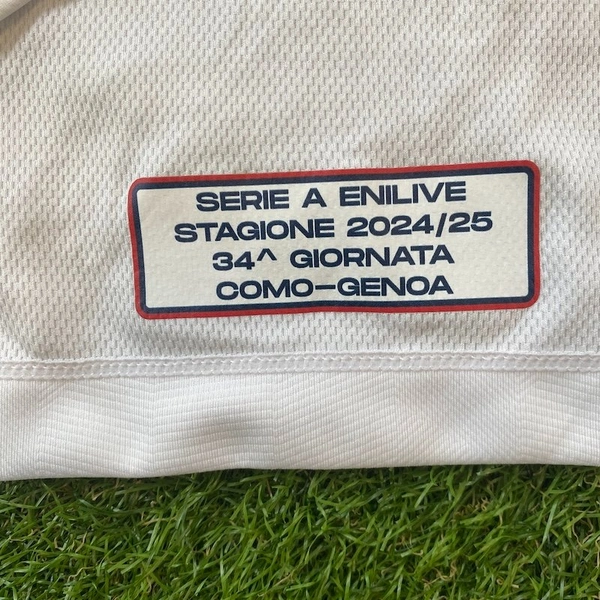 SERIE A ENILIVE
STAGIONE 2024/25
34^ GIORNATA
COMO—GENOA